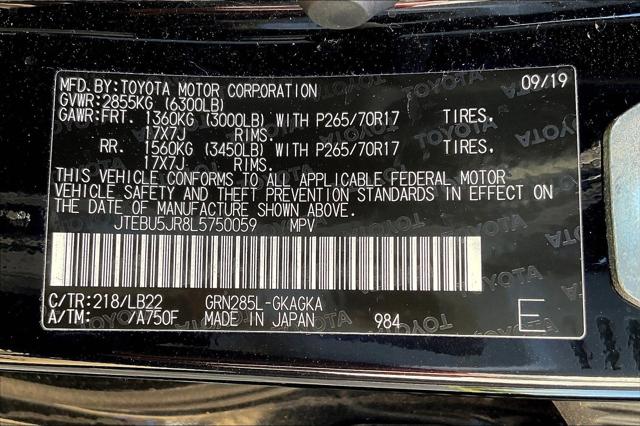 MFD.BY:TOYOTA MOTOR CORPORATION 09/19
GVWR:2855KG (6300LB)
GAWR:FRT. 1360KG (3000LB) WITH P265/70R17 TIRES.
17X7J RIMS.
RR. 1560KG (3450LB) WITH P265/70R17 TIRES.
17X7J RIMS.
THIS VEHICLE CONFORMS TO ALL APPLICABLE FEDERAL MOTOR
VEHICLE SAFETY AND THEFT PREVENTION STANDARDS IN EFFECT ON
THE DATE OF MANUFACTURE SHOWN ABOVE.
JTEBU5JR8L5750059 MPV
C/TR:218/LB22 GRN285L-GKAGKA
A/TM: /A750F MADE IN JAPAN 984 E